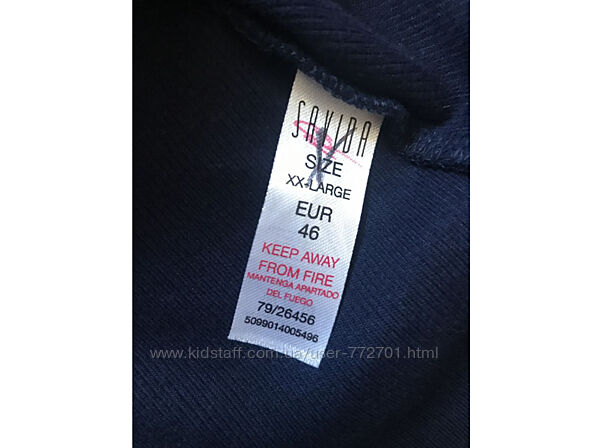 SAVIDA
SIZE
XX-LARGE
EUR
46
KEEP AWAY
FROM FIRE
MANTENGA APARTADO
DEL FUEGO
79/26456
5099014005496
www.kidstaff.com.ua/user-772701.html